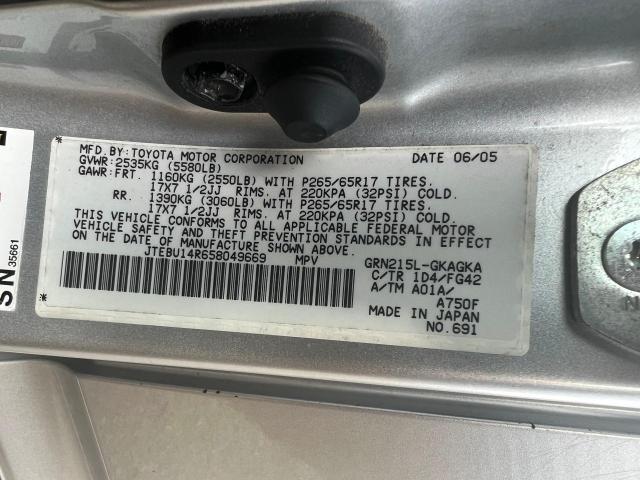 MFD.BY:TOYOTA MOTOR CORPORATION DATE 06/05
GVWR:2535KG (5580LB)
GAWR:FRT. 1160KG (2550LB) WITH P265/65R17 TIRES.
17X7 1/2JJ RIMS. AT 220KPA (32PSI) COLD.
RR. 1390KG (3060LB) WITH P265/65R17 TIRES.
17X7 1/2JJ RIMS. AT 220KPA (32PSI) COLD.
THIS VEHICLE CONFORMS TO ALL APPLICABLE FEDERAL MOTOR
VEHICLE SAFETY AND THEFT PREVENTION STANDARDS IN EFFECT
ON THE DATE OF MANUFACTURE SHOWN ABOVE.
JTEBU14R658049669 MPV
GRN215L-GKAGKA
C/TR 1D4/FG42
A/TM A01A/
A750F
MADE IN JAPAN
NO.691
SN 35661